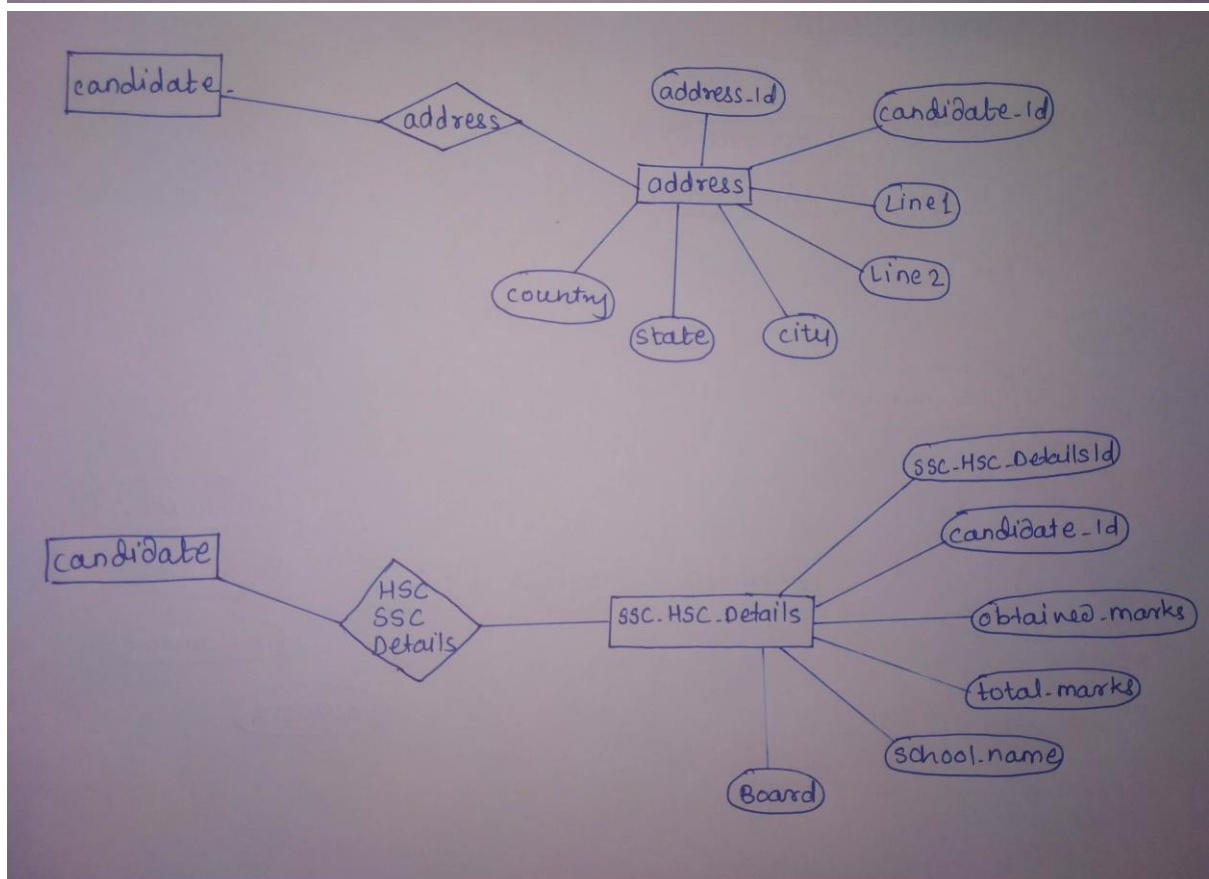 candidate
address
address_Id
candidate_Id
address
Line1
Line2
country
state
city
candidate
HSC
SSC
Details
SSC_HSC_Details
SSC_HSC_DetailsId
candidate_Id
obtained_marks
total_marks
school_name
Board